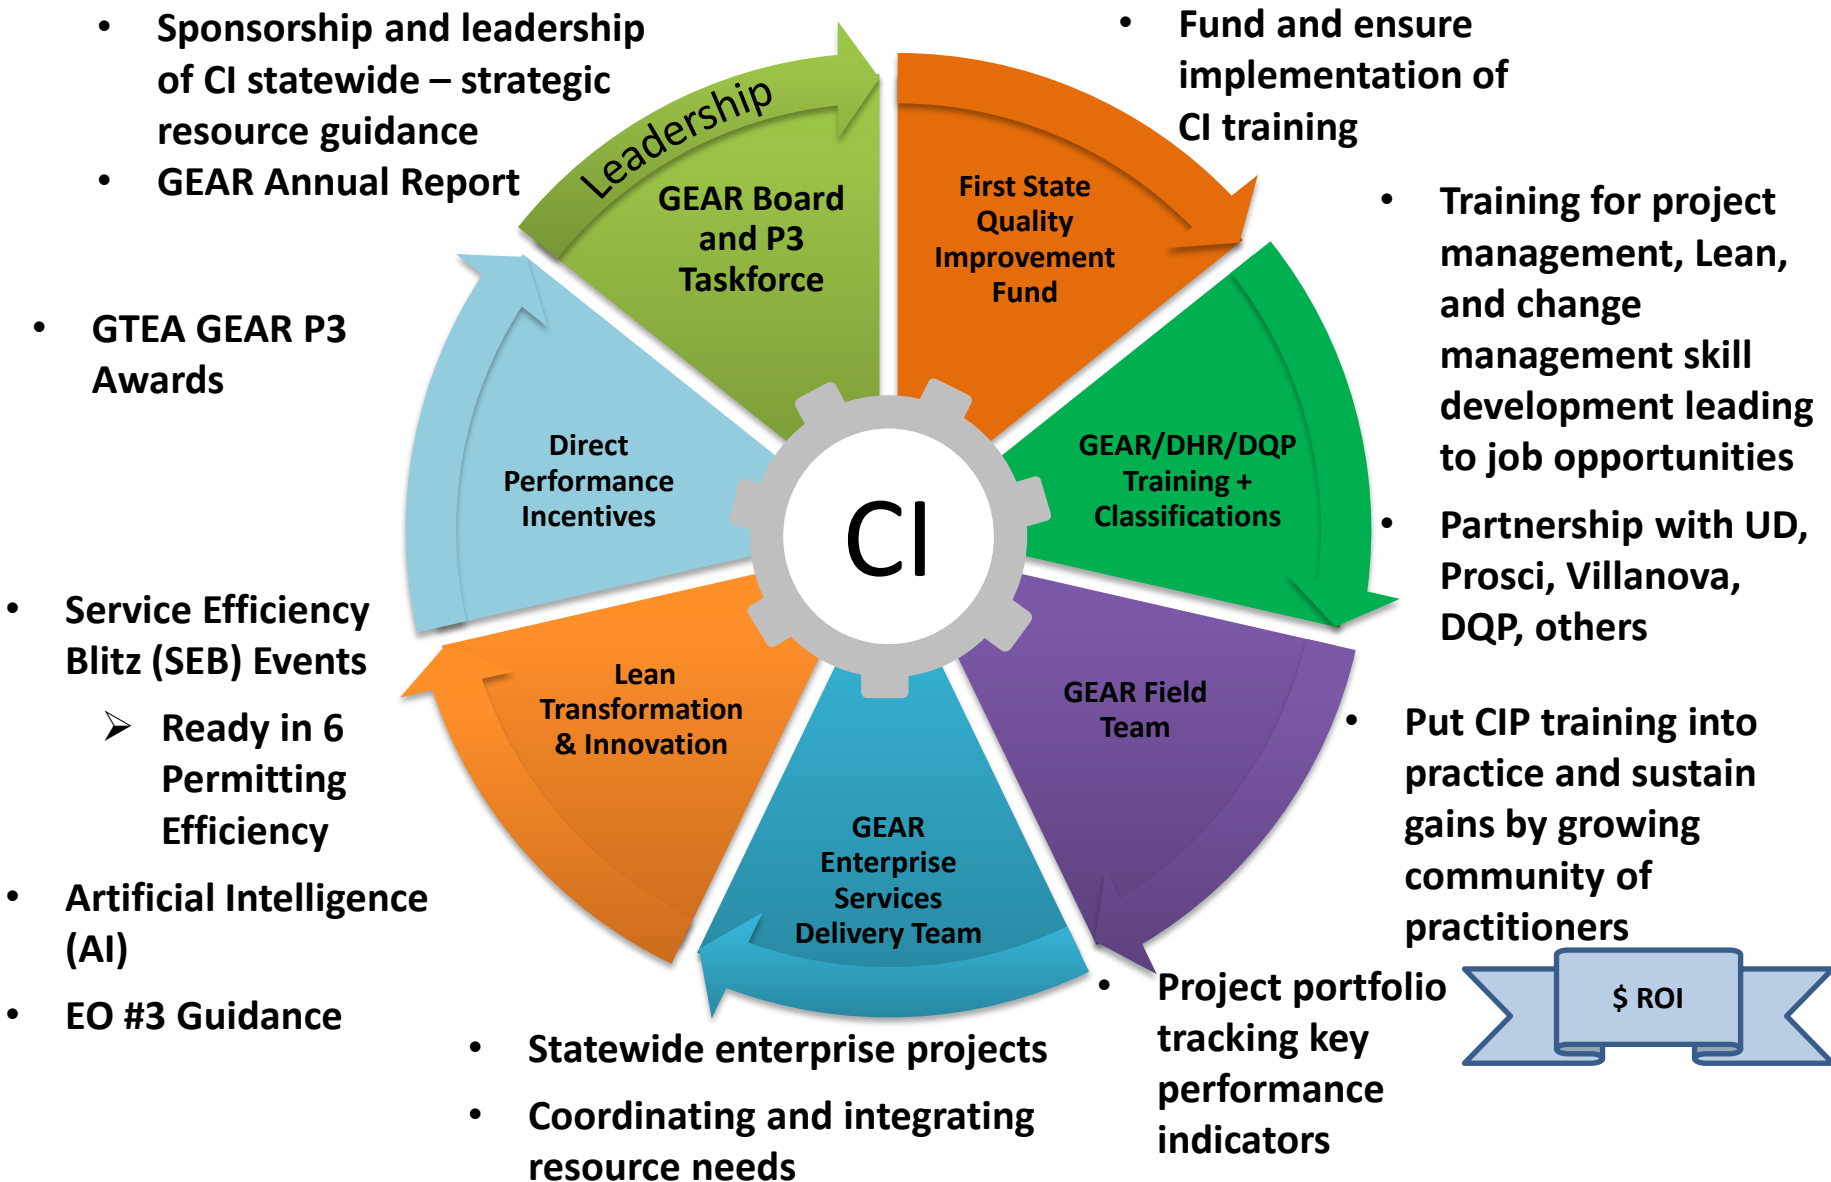 • Sponsorship and leadership
of CI statewide – strategic
resource guidance
• GEAR Annual Report
• Fund and ensure
implementation of
CI training
• Training for project
management, Lean,
and change
management skill
development leading
to job opportunities
• Partnership with UD,
Prosci, Villanova,
DQP, others
• Put CIP training into
practice and sustain
gains by growing
community of
practitioners
• Project portfolio
tracking key
performance
indicators
$ ROI
• Statewide enterprise projects
• Coordinating and integrating
resource needs
• Service Efficiency
Blitz (SEB) Events
➢ Ready in 6
Permitting
Efficiency
• Artificial Intelligence
(AI)
• EO #3 Guidance
• GTEA GEAR P3
Awards
Leadership
GEAR Board
and P3
Taskforce
First State
Quality
Improvement
Fund
GEAR/DHR/DQP
Training +
Classifications
GEAR Field
Team
GEAR
Enterprise
Services
Delivery Team
Lean
Transformation
& Innovation
Direct
Performance
Incentives
CI